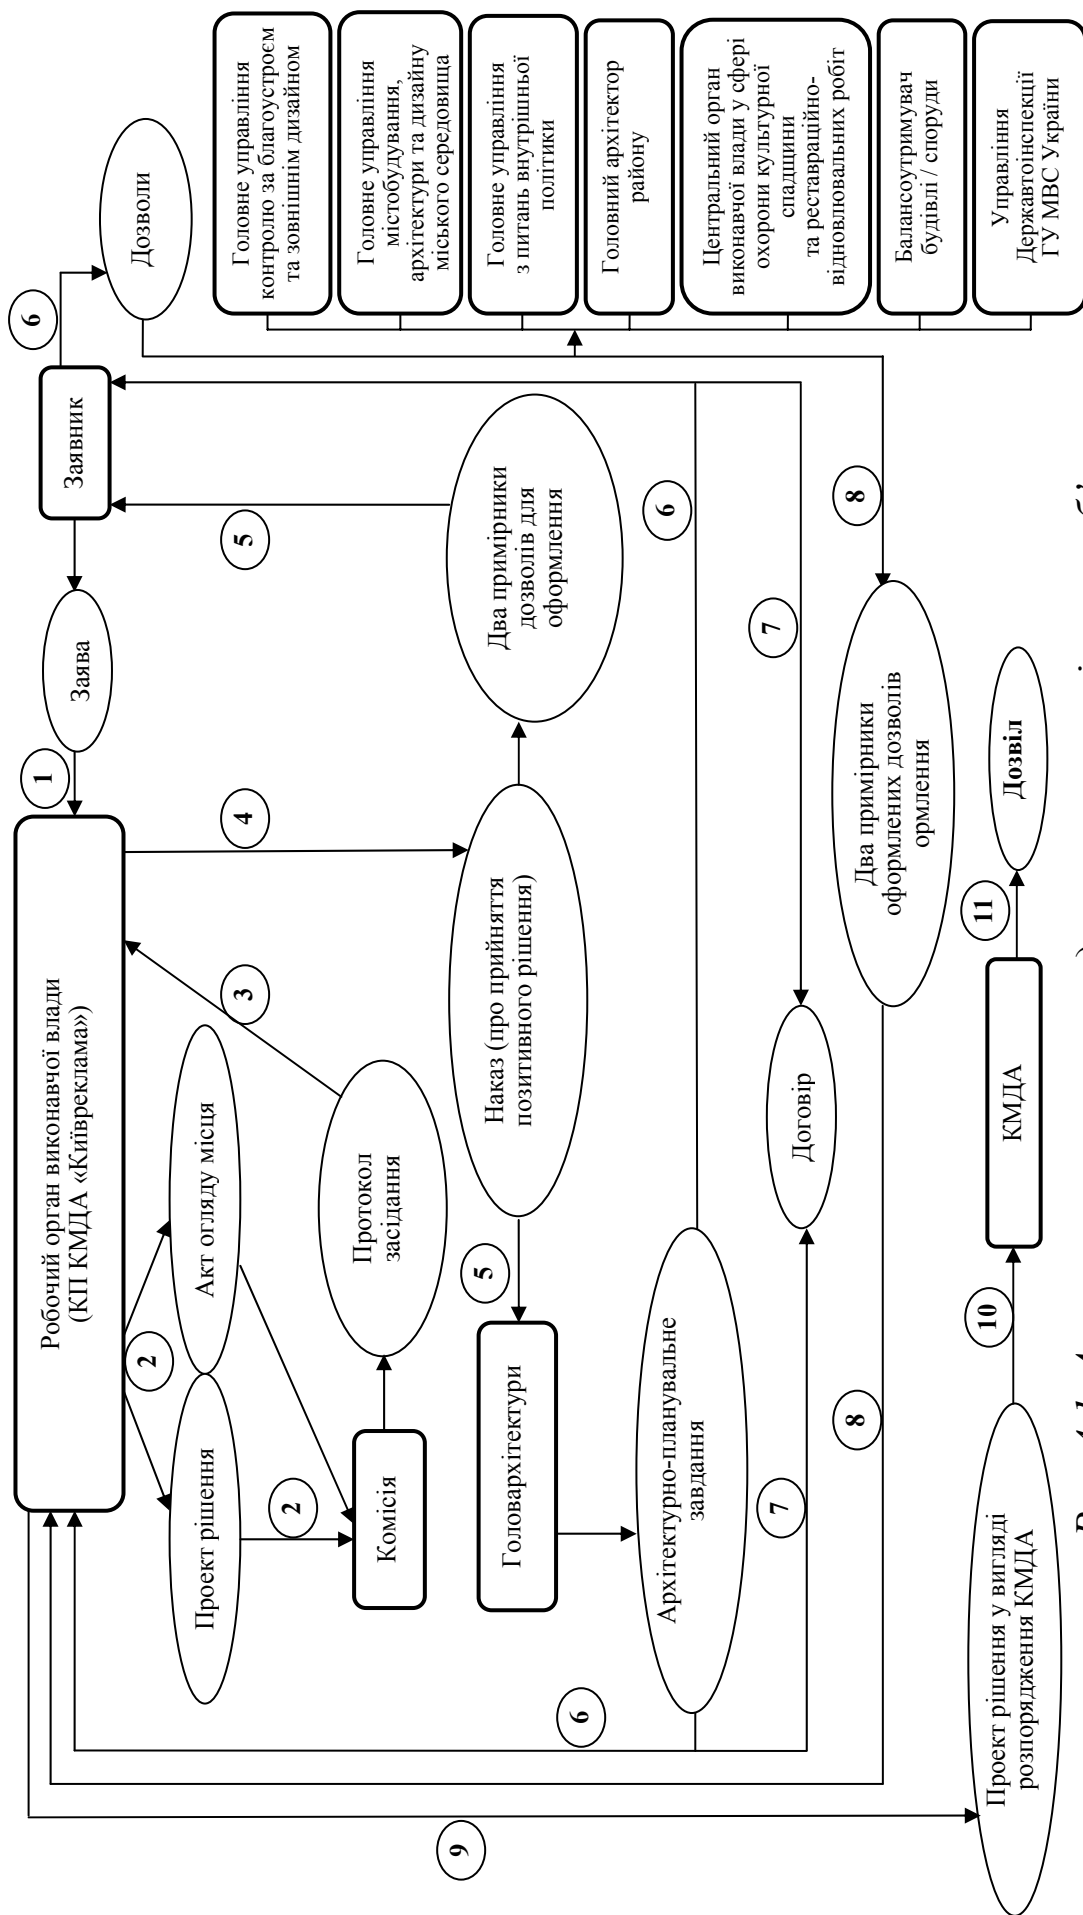 Робочий орган виконавчої влади
(КП КМДА «Київреклама»)
1
Заява
Заявник
6
Дозволи
2
Проект рішення
Акт огляду місця
2
Комісія
Протокол
засідання
3
4
5
Головархітектури
5
Наказ (про прийняття
позитивного рішення)
Два примірники
дозволів для
оформлення
6
Архітектурно-планувальне
завдання
6
7
Договір
7
8
Два примірники
оформлених дозволів
ормлення
8
9
Проект рішення у вигляді
розпорядження КМДА
10
КМДА
11
Дозвіл
Головне управління
контролю за благоустроєм
та зовнішнім дизайном
Головне управління
містобудування,
архітектури та дизайну
міського середовища
Головне управління
з питань внутрішньої
політики
Головний архітектор
району
Центральний орган
виконавчої влади у сфері
охорони культурної
спадщини
та реставраційно-
відновлювальних робіт
Балансоутримувач
будівлі / споруди
Управління
Державтоінспекції
ГУ МВС України